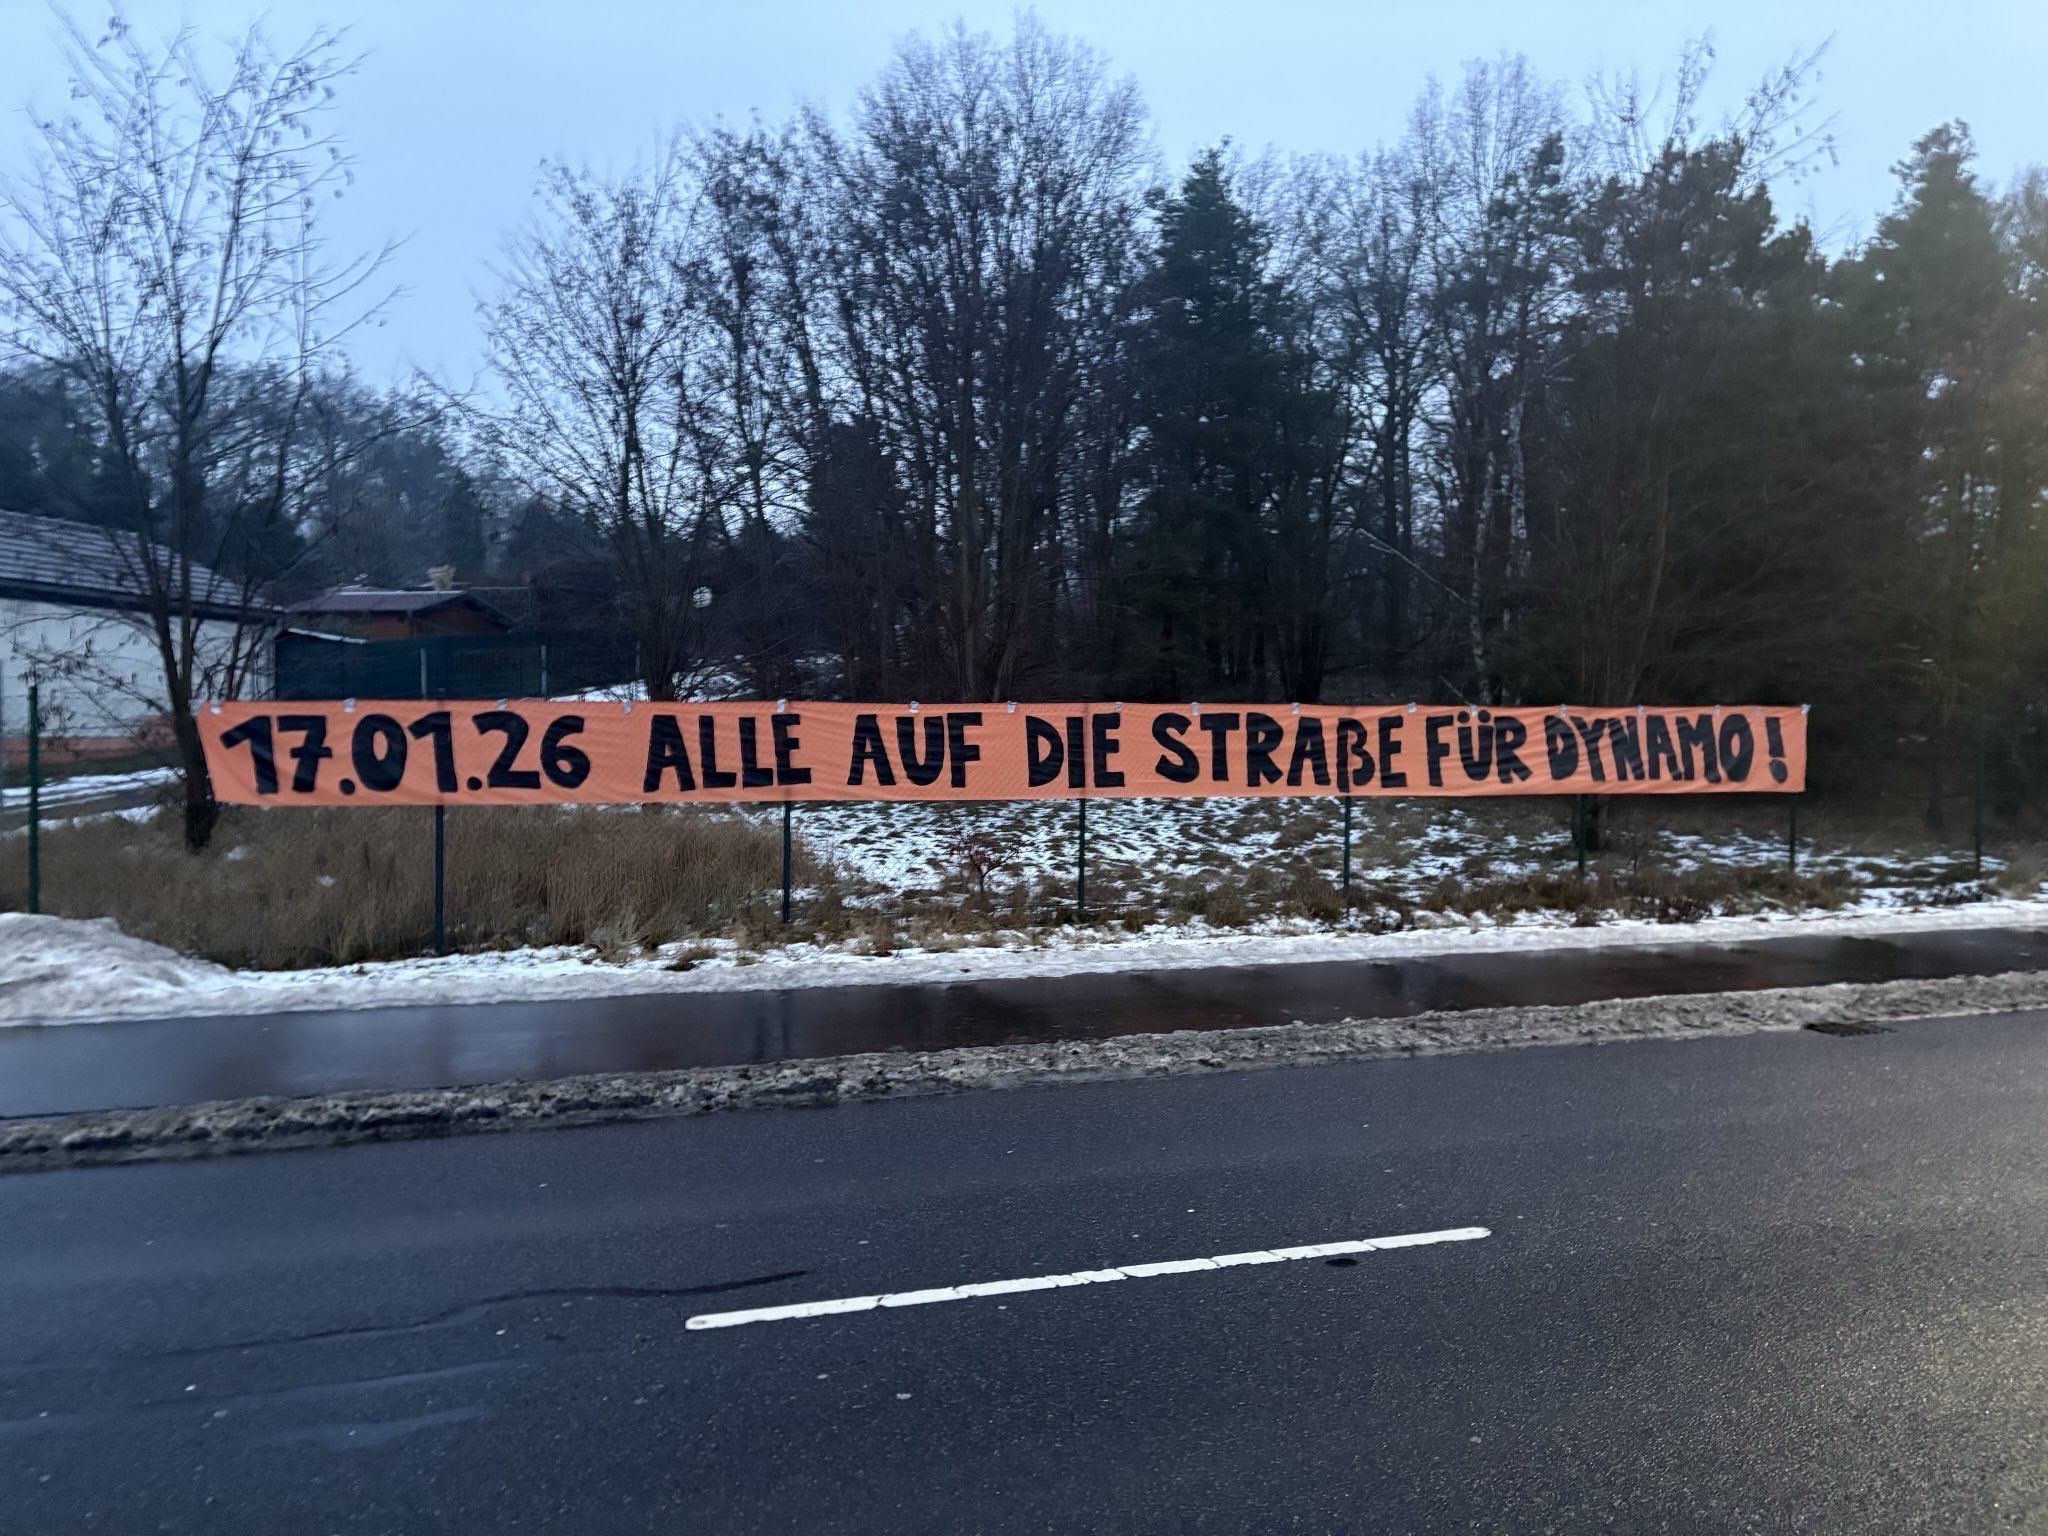 17.01.26 ALLE AUF DIE STRAßE FÜR DYNAMO!